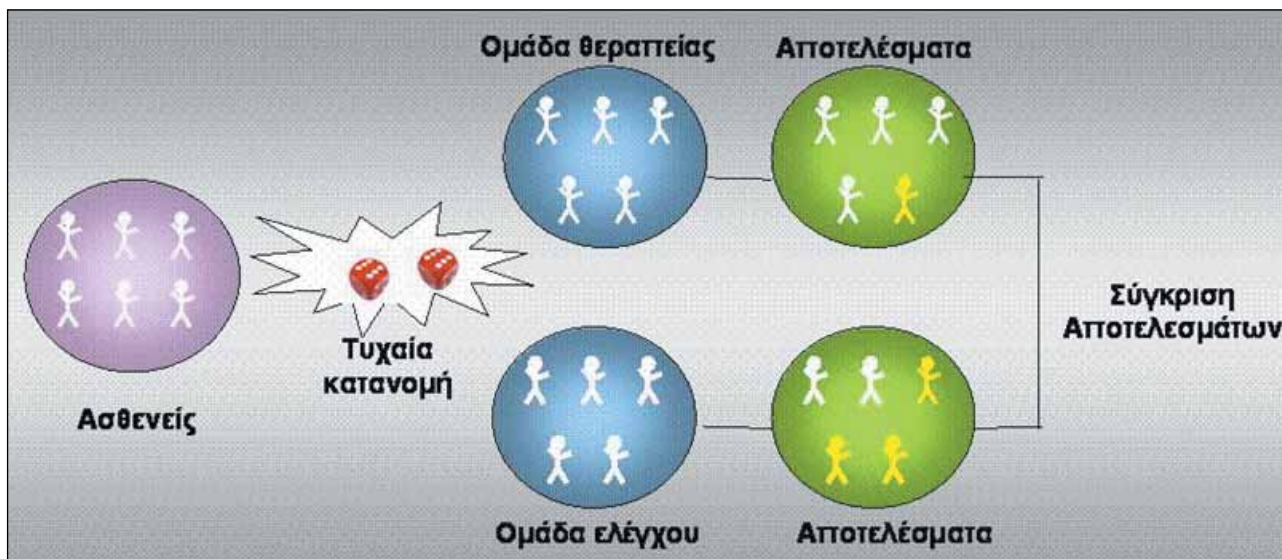 Ομάδα θεραπείας
Αποτελέσματα
Ασθενείς
Τυχαία
κατανομή
Σύγκριση
Αποτελεσμάτων
Ομάδα ελέγχου
Αποτελέσματα